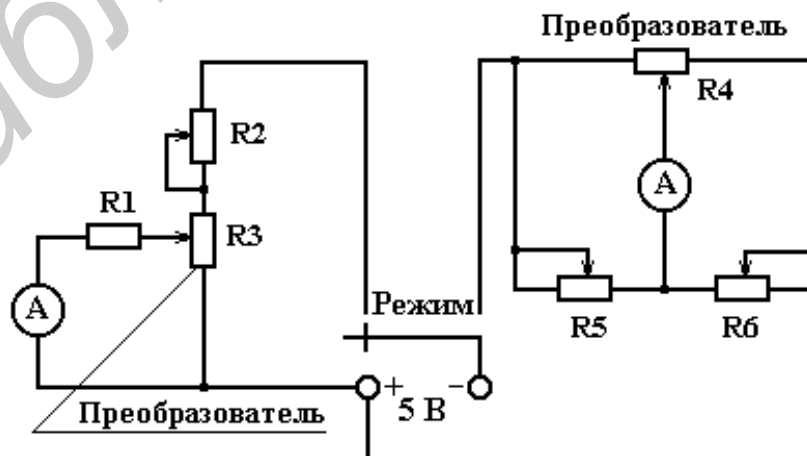 Преобразователь
R4
R2
A
R1
R3
A
Режим
R5
R6
+
−
5 В
Преобразователь